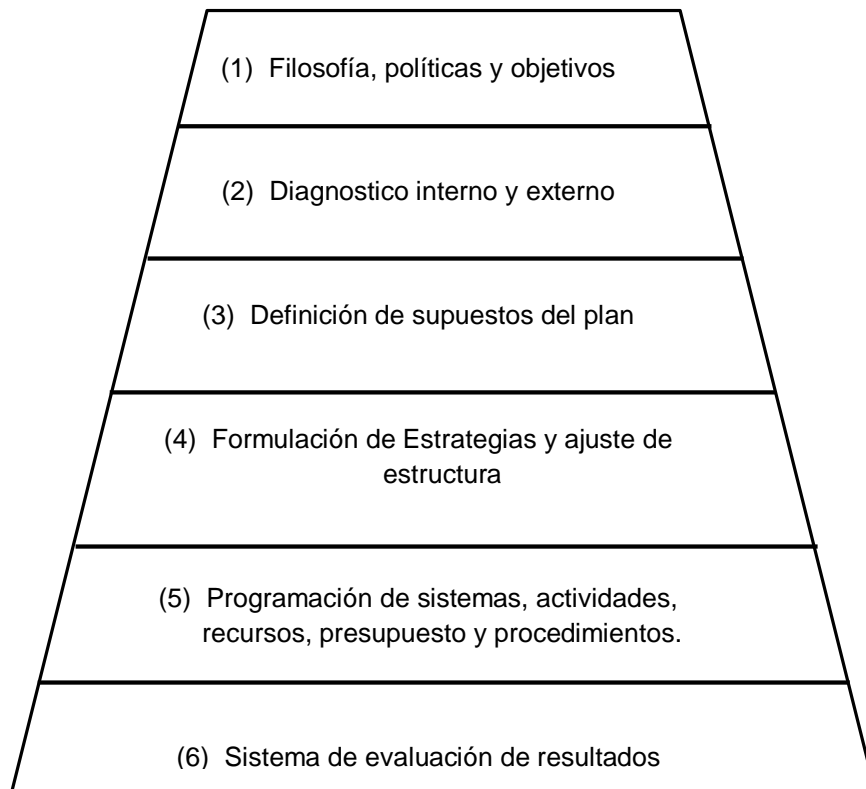 (1) Filosofía, políticas y objetivos
(2) Diagnostico interno y externo
(3) Definición de supuestos del plan
(4) Formulación de Estrategias y ajuste de
estructura
(5) Programación de sistemas, actividades,
recursos, presupuesto y procedimientos.
(6) Sistema de evaluación de resultados